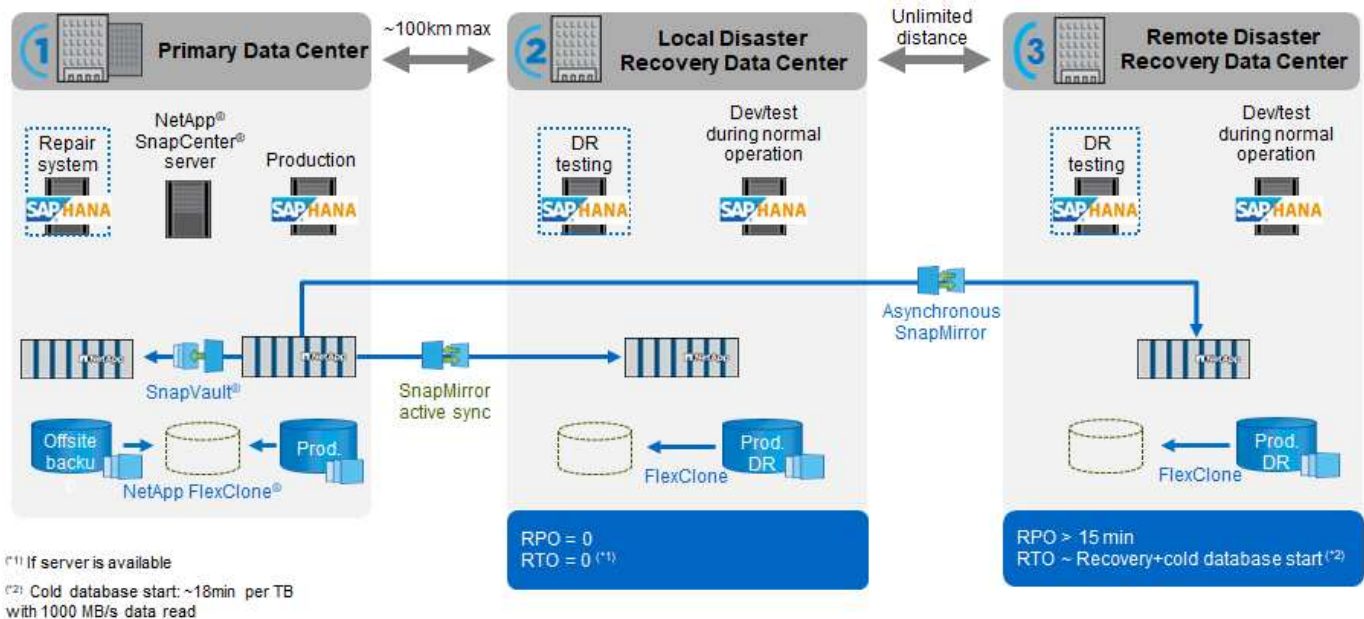 1
Primary Data Center
~100km max
2
Local Disaster
Recovery Data Center
Unlimited
distance
3
Remote Disaster
Recovery Data Center
Repair
system
SAP HANA
NetApp®
SnapCenter®
server
Production
SAP HANA
DR
testing
SAP HANA
Dev/test
during normal
operation
SAP HANA
DR
testing
SAP HANA
Dev/test
during normal
operation
SAP HANA
Asynchronous
SnapMirror
NetApp
SnapVault®
NetApp
SnapMirror
active sync
NetApp
NetApp
Offsite
backu
Prod.
NetApp FlexClone®
FlexClone
Prod.
DR
FlexClone
Prod.
DR
RPO = 0
RTO = 0 (*1)
RPO > 15 min
RTO ~ Recovery+cold database start (*2)
(*1) If server is available
(*2) Cold database start: ~18min per TB
with 1000 MB/s data read